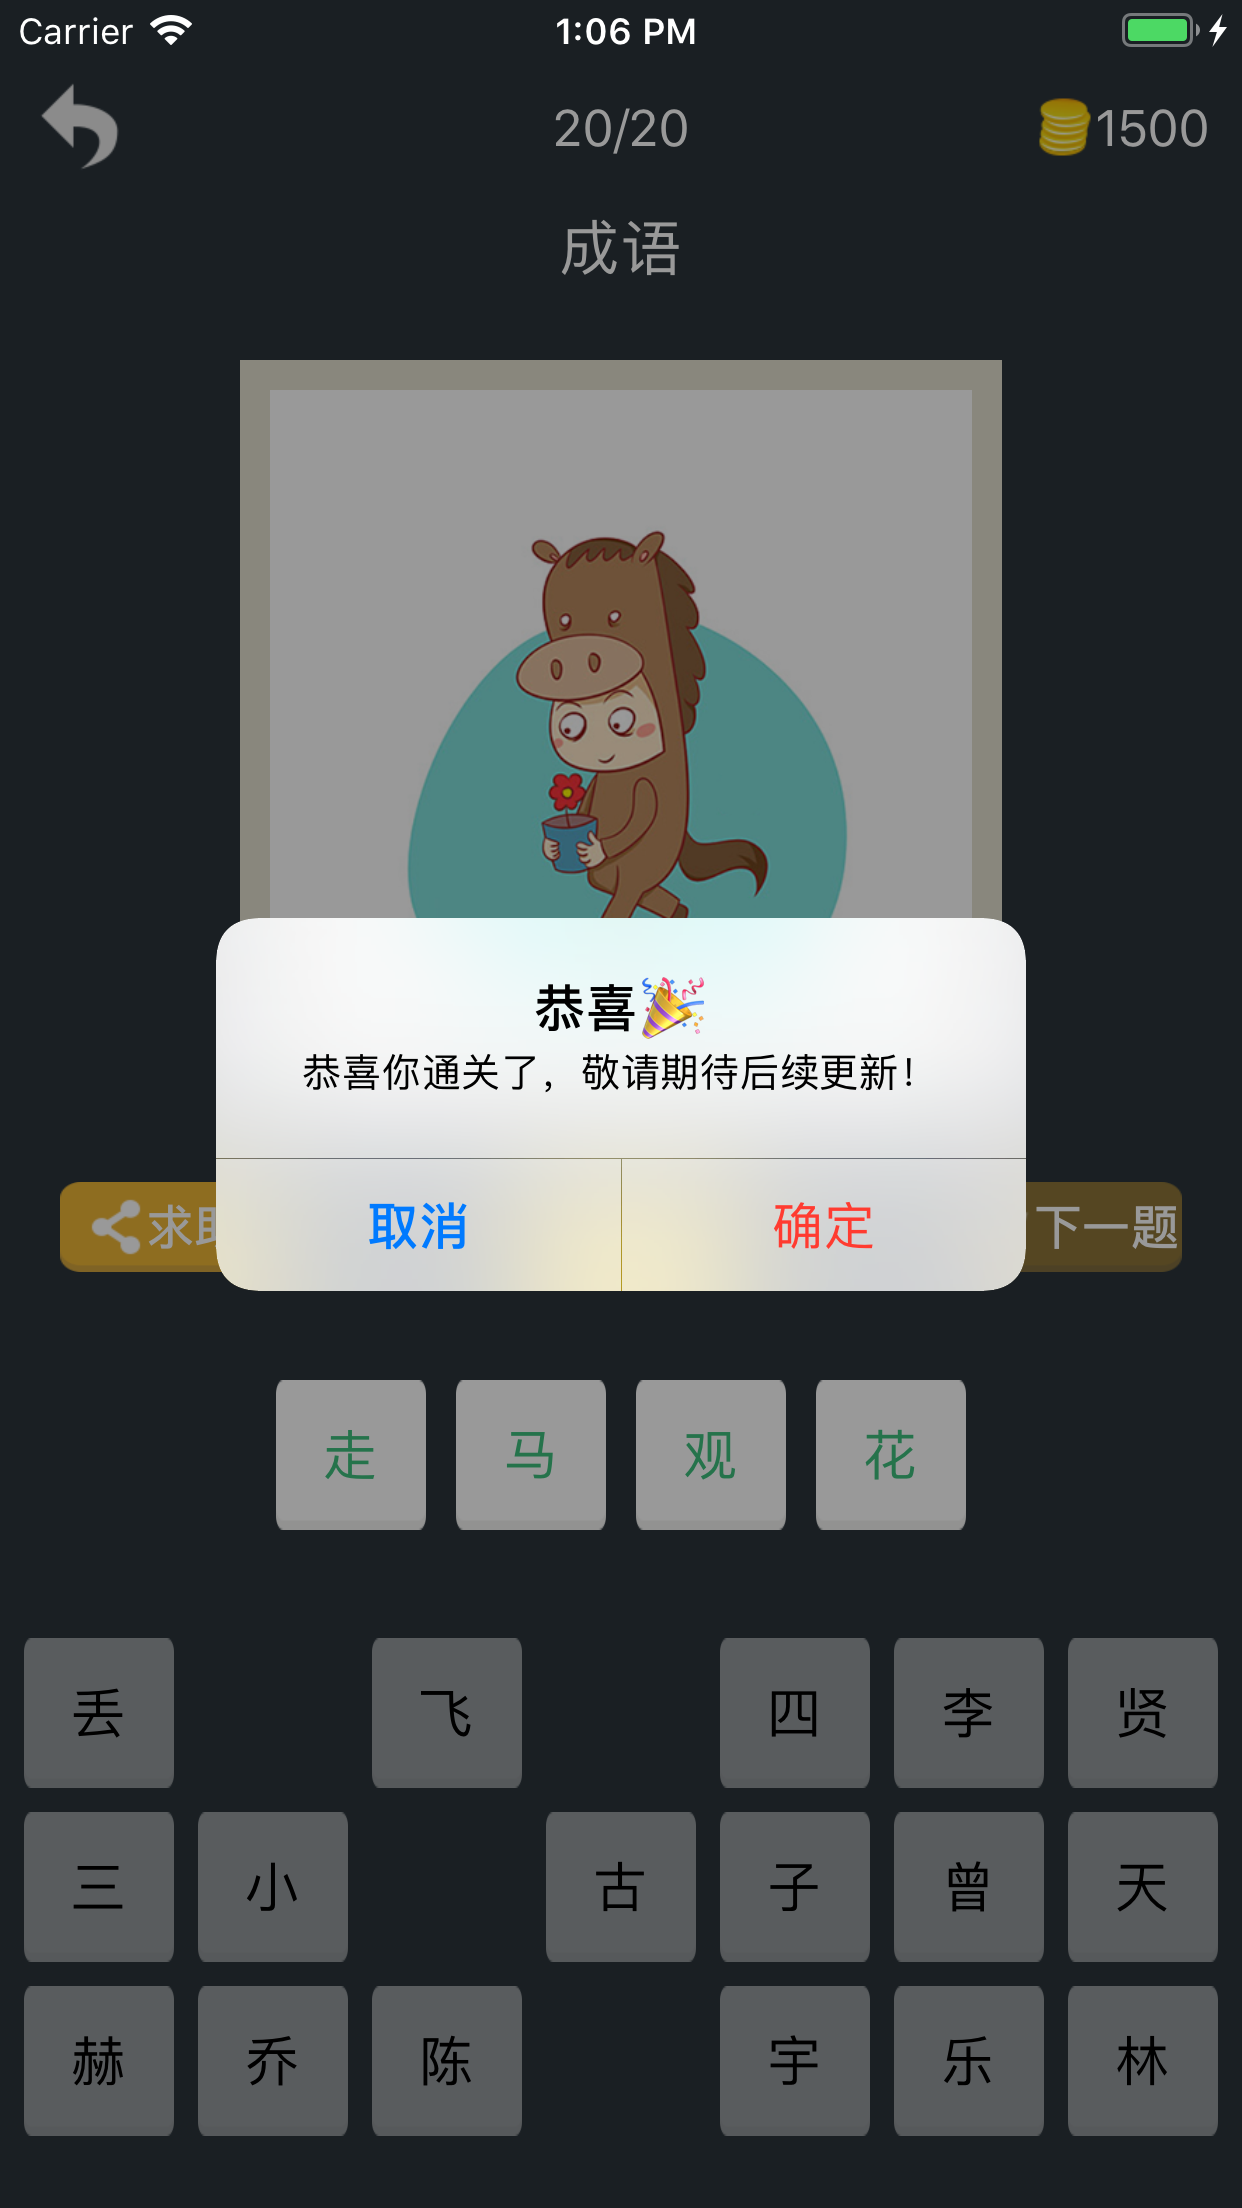 Carrier 1:06 PM
20/20 1500
成语
恭喜🎉
恭喜你通关了，敬请期待后续更新！
取消 确定
求 下一题
走 马 观 花
丢 飞 四 李 贤
三 小 古 子 曾 天
赫 乔 陈 宇 乐 林